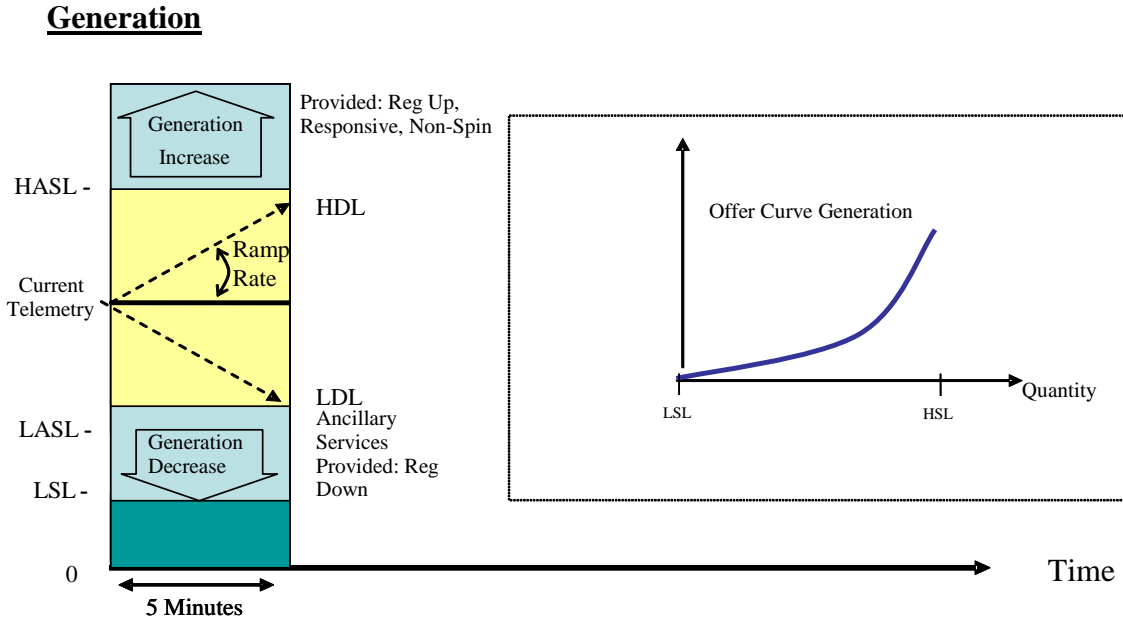 Generation
Provided: Reg Up,
Responsive, Non-Spin
Generation
Increase
HASL -
HDL
Ramp
Rate
Current
Telemetry
LDL
Ancillary
Services
Provided: Reg
Down
LASL -
Generation
Decrease
LSL -
0
5 Minutes
Time
Offer Curve Generation
Quantity
LSL
HSL